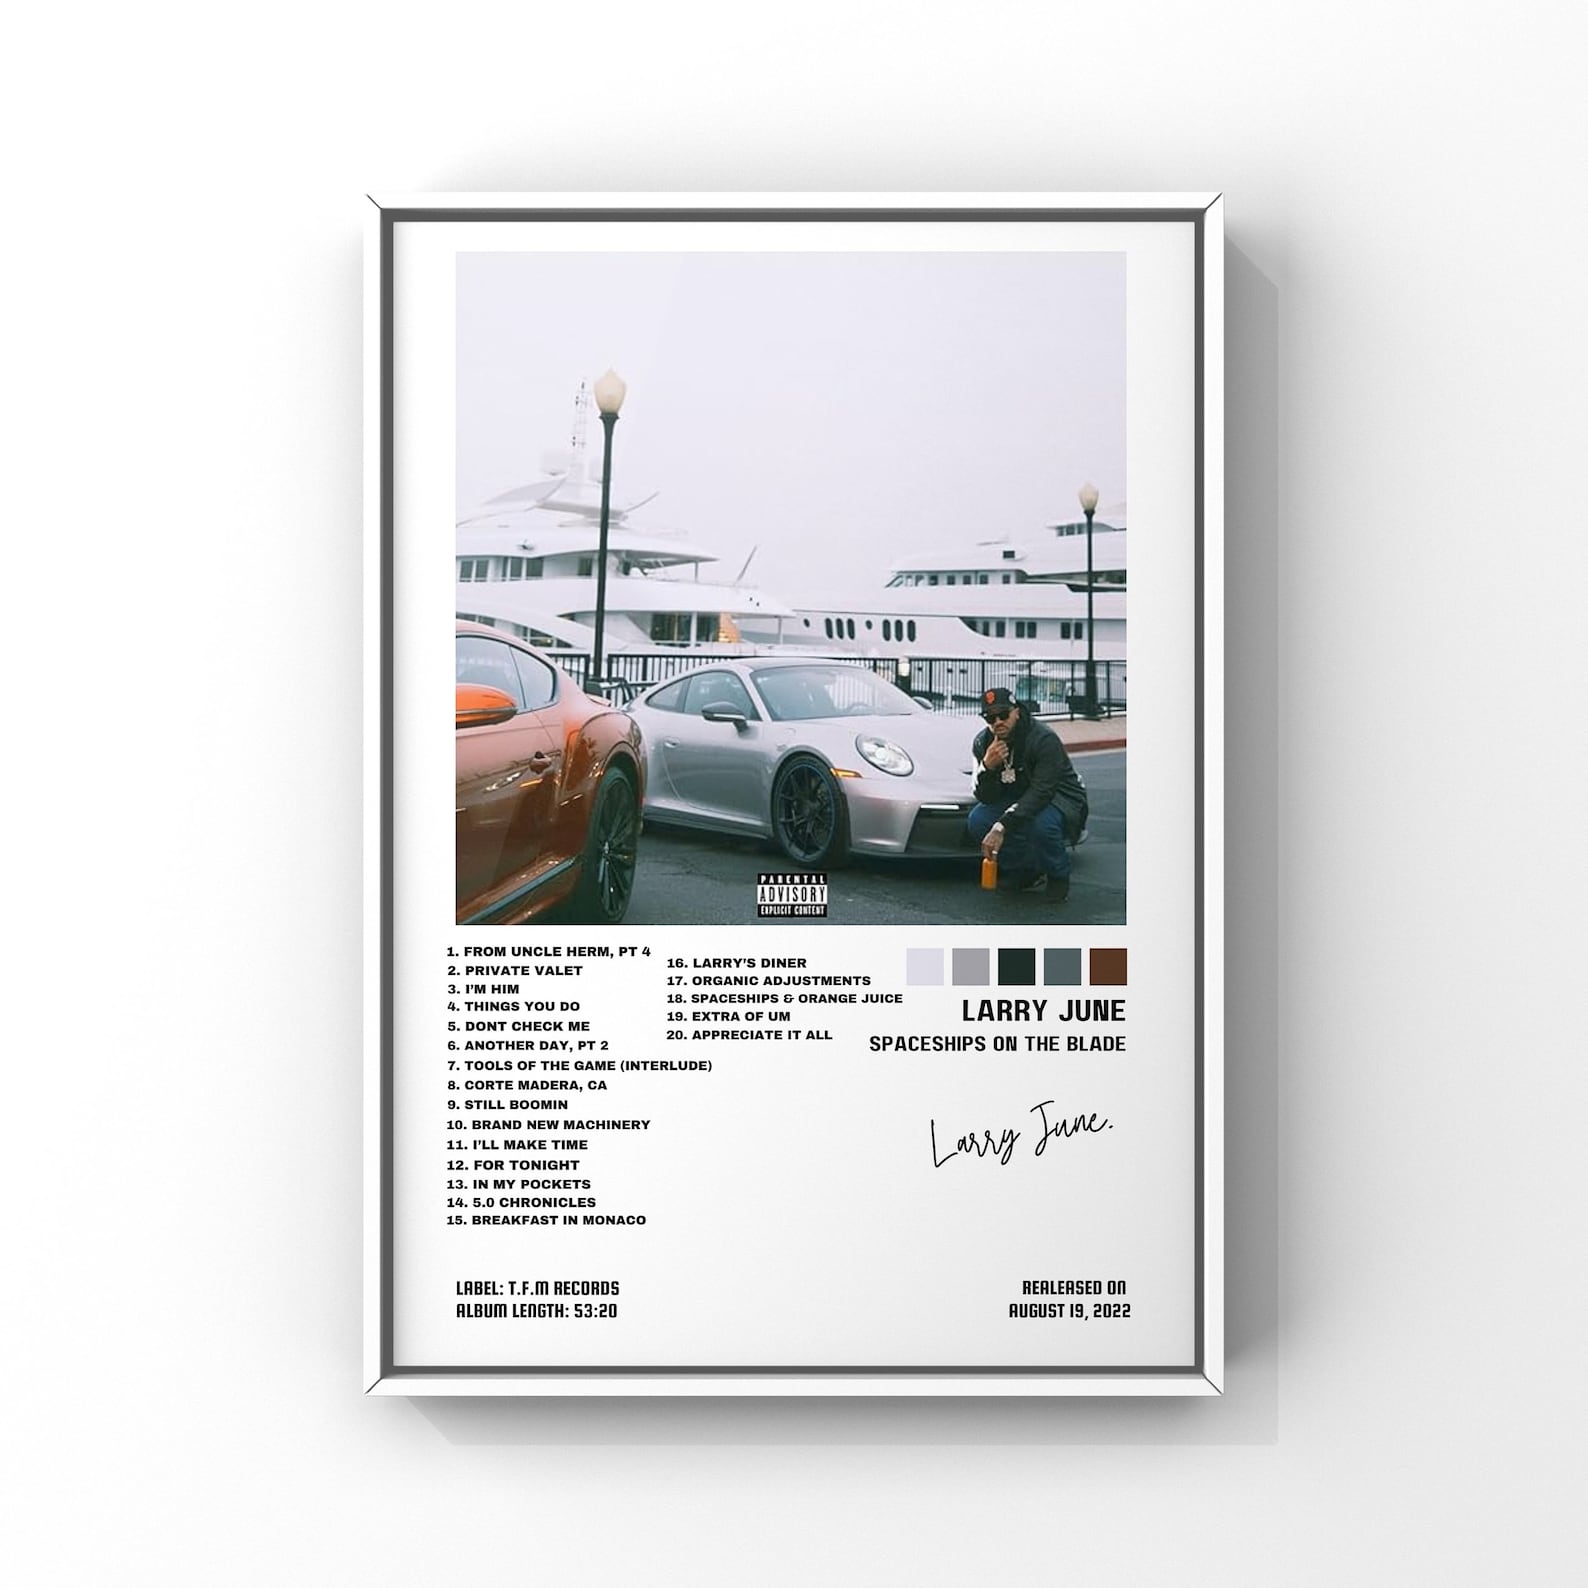 PARENTAL
ADVISORY
EXPLICIT CONTENT
1. FROM UNCLE HERM, PT 4
2. PRIVATE VALET
3. I'M HIM
4. THINGS YOU DO
5. DONT CHECK ME
6. ANOTHER DAY, PT 2
7. TOOLS OF THE GAME (INTERLUDE)
8. CORTE MADERA, CA
9. STILL BOOMIN
10. BRAND NEW MACHINERY
11. I'LL MAKE TIME
12. FOR TONIGHT
13. IN MY POCKETS
14. 5.0 CHRONICLES
15. BREAKFAST IN MONACO
16. LARRY'S DINER
17. ORGANIC ADJUSTMENTS
18. SPACESHIPS & ORANGE JUICE
19. EXTRA OF UM
20. APPRECIATE IT ALL
LARRY JUNE
SPACESHIPS ON THE BLADE
Larry June.
LABEL: T.F.M RECORDS
ALBUM LENGTH: 53:20
REALEASED ON
AUGUST 19, 2022